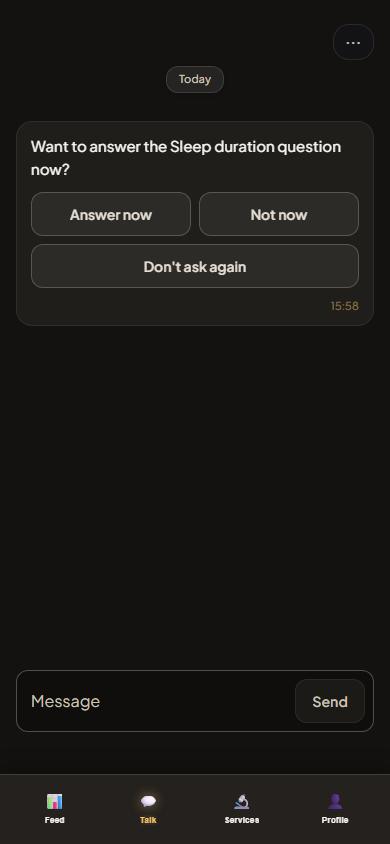 ...
Today
Want to answer the Sleep duration question
now?
Answer now
Not now
Don't ask again
15:58
Message
Send
Feed
Talk
Services
Profile